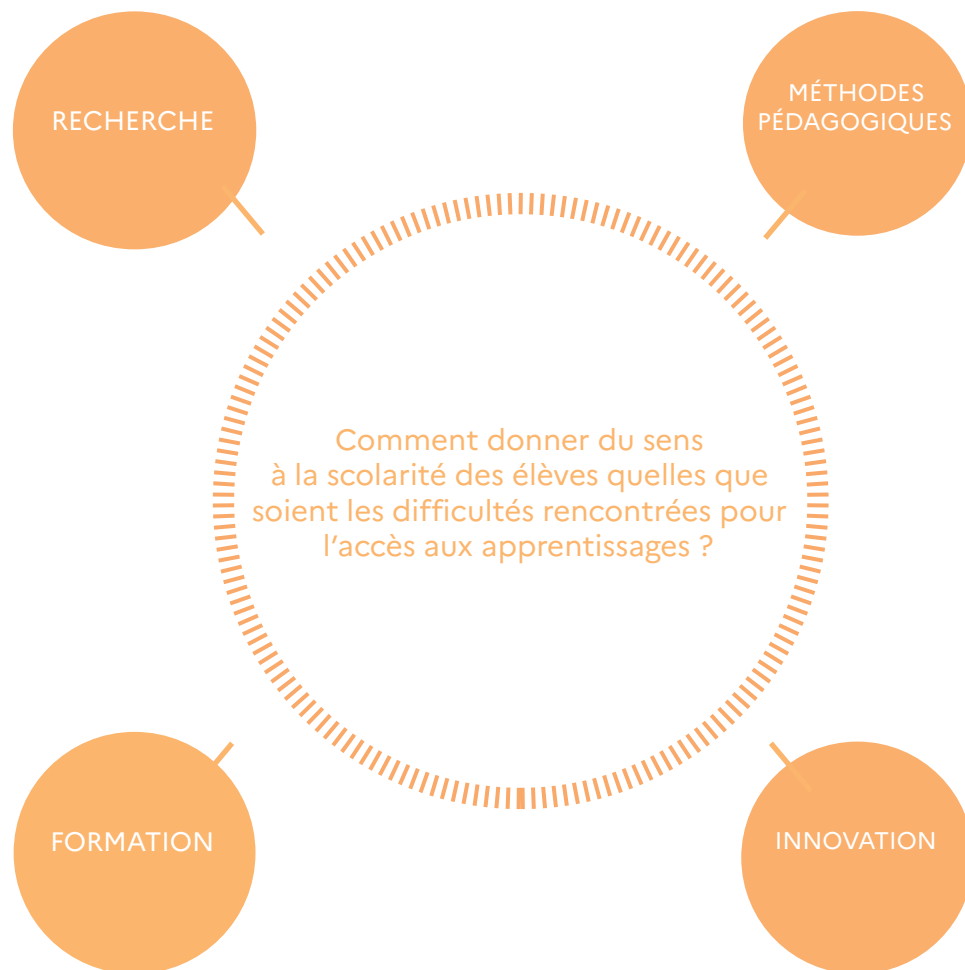 RECHERCHE
MÉTHODES
PÉDAGOGIQUES
Comment donner du sens
à la scolarité des élèves quelles que
soient les difficultés rencontrées pour
l'accès aux apprentissages ?
FORMATION
INNOVATION